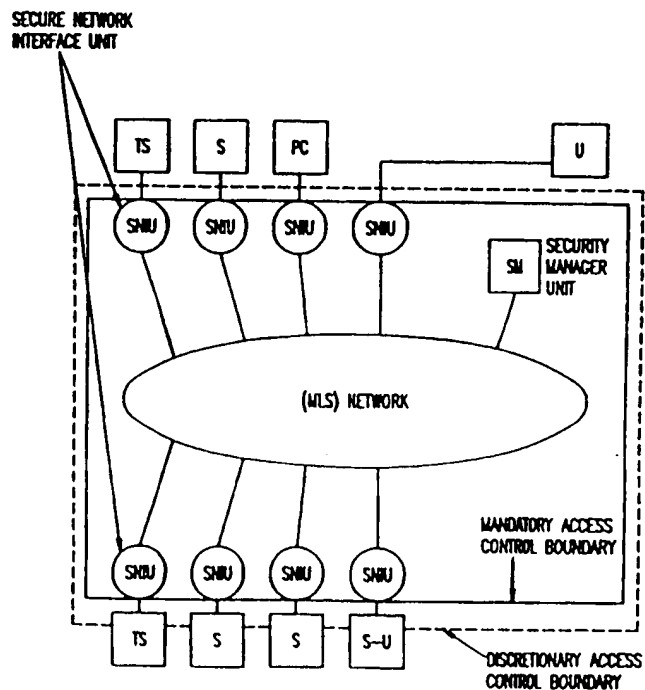 SECURE NETWORK
INTERFACE UNIT
TS
S
PC
U
SNIU
SNIU
SNIU
SNIU
SM
SECURITY
MANAGER
UNIT
(MLS) NETWORK
MANDATORY ACCESS
CONTROL BOUNDARY
SNIU
SNIU
SNIU
SNIU
TS
S
S
S-U
DISCRETIONARY ACCESS
CONTROL BOUNDARY